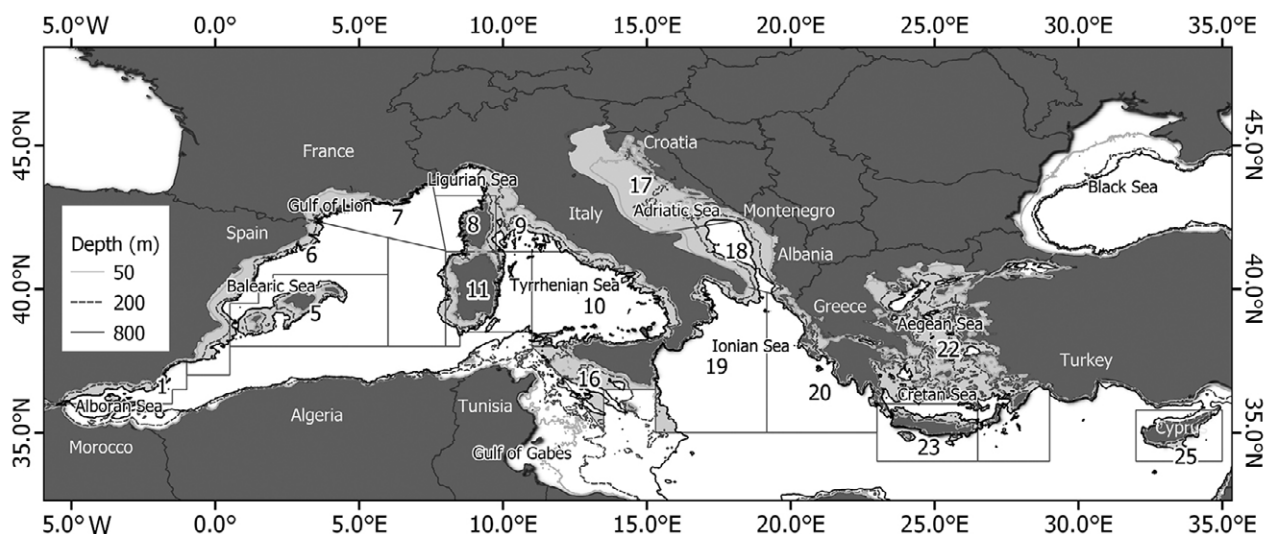 5.0°W 0.0° 5.0°E 10.0°E 15.0°E 20.0°E 25.0°E 30.0°E 35.0°E
45.0°N
40.0°N
35.0°N
45.0°N
40.0°N
35.0°N
Croatia
France
Ligurian Sea
17
Black Sea
Gulf of Lion
7
8
9
Italy
Adriatic Sea
Montenegro
Depth (m)
50
200
800
Spain
6
18
Albania
Balearic Sea
5
11
Tyrrhenian Sea
10
Greece
Aegean Sea
22
Ionian Sea
19
20
Turkey
1
Alboran Sea
16
Cretan Sea
Algeria
Tunisia
Morocco
Gulf of Gabes
23
Cypru
25
5.0°W 0.0° 5.0°E 10.0°E 15.0°E 20.0°E 25.0°E 30.0°E 35.0°E